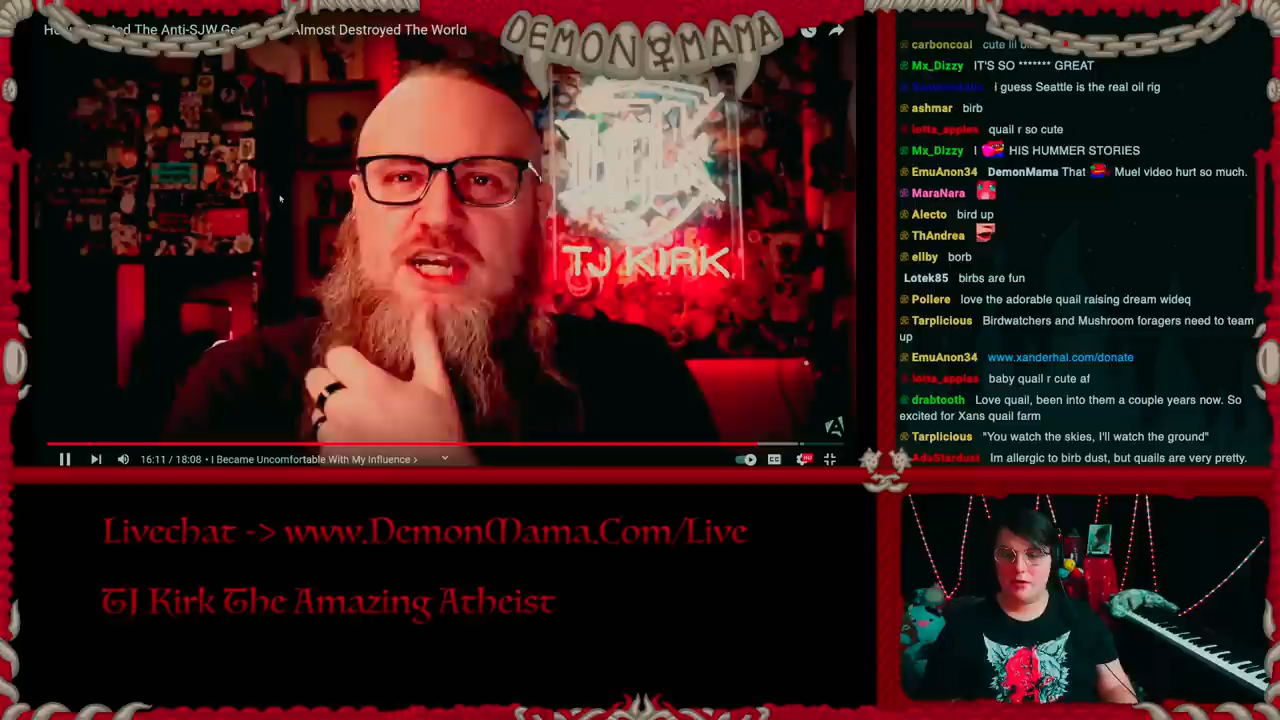 Almost Destroyed The World
DEMON MAMA
TJ KIRK
16:11 / 18:08 • I Became Uncomfortable With My Influence >
CC
HD
carboncoal cute lil
Mx_Dizzy IT'S SO ******* GREAT
i guess Seattle is the real oil rig
ashmar birb
lotta_apples quail r so cute
Mx_Dizzy I HIS HUMMER STORIES
EmuAnon34 DemonMama That Muel video hurt so much.
MaraNara
Alecto bird up
ThAndrea
ellby borb
Lotek85 birbs are fun
Pollere love the adorable quail raising dream wideq
Tarplicious Birdwatchers and Mushroom foragers need to team
up
EmuAnon34 www.xanderhal.com/donate
lotta_apples baby quail r cute af
drabtooth Love quail, been into them a couple years now. So
excited for Xans quail farm
Tarplicious "You watch the skies, I'll watch the ground"
AdaStardust Im allergic to birb dust, but quails are very pretty.
Livechat -> www.DemonMama.Com/Live
TJ Kirk The Amazing Atheist